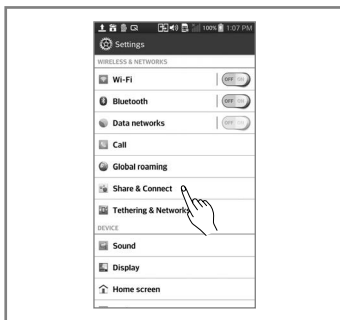 100% 1:07 PM
Settings
WIRELESS & NETWORKS
Wi-Fi OFF ON
Bluetooth OFF ON
Data networks OFF ON
Call
Global roaming
Share & Connect
Tethering & Networks
DEVICE
Sound
Display
Home screen